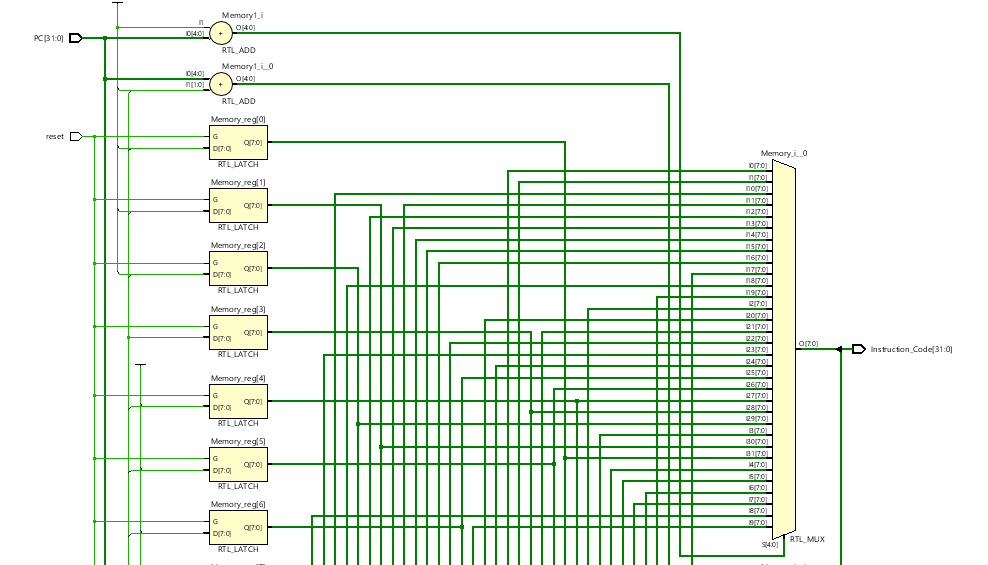 Memory1_i
I1
O[4:0]
PC[31:0]
I0[4:0]
+
RTL_ADD
Memory1_i__0
I0[4:0]
O[4:0]
I1[1:0]
+
RTL_ADD
Memory_reg[0]
reset
G
Q[7:0]
D[7:0]
RTL_LATCH
Memory_reg[1]
G
Q[7:0]
D[7:0]
RTL_LATCH
Memory_reg[2]
G
Q[7:0]
D[7:0]
RTL_LATCH
Memory_reg[3]
G
Q[7:0]
D[7:0]
RTL_LATCH
Memory_reg[4]
G
Q[7:0]
D[7:0]
RTL_LATCH
Memory_reg[5]
G
Q[7:0]
D[7:0]
RTL_LATCH
Memory_reg[6]
G
Q[7:0]
D[7:0]
RTL_LATCH
Memory_i__0
I0[7:0]
I1[7:0]
I10[7:0]
I11[7:0]
I12[7:0]
I13[7:0]
I14[7:0]
I15[7:0]
I16[7:0]
I17[7:0]
I18[7:0]
I19[7:0]
I2[7:0]
I20[7:0]
I21[7:0]
I22[7:0]
I23[7:0]
I24[7:0]
I25[7:0]
I26[7:0]
I27[7:0]
I28[7:0]
I29[7:0]
I3[7:0]
I30[7:0]
I31[7:0]
I4[7:0]
I5[7:0]
I6[7:0]
I7[7:0]
I8[7:0]
I9[7:0]
S[4:0]
RTL_MUX
O[7:0]
Instruction_Code[31:0]